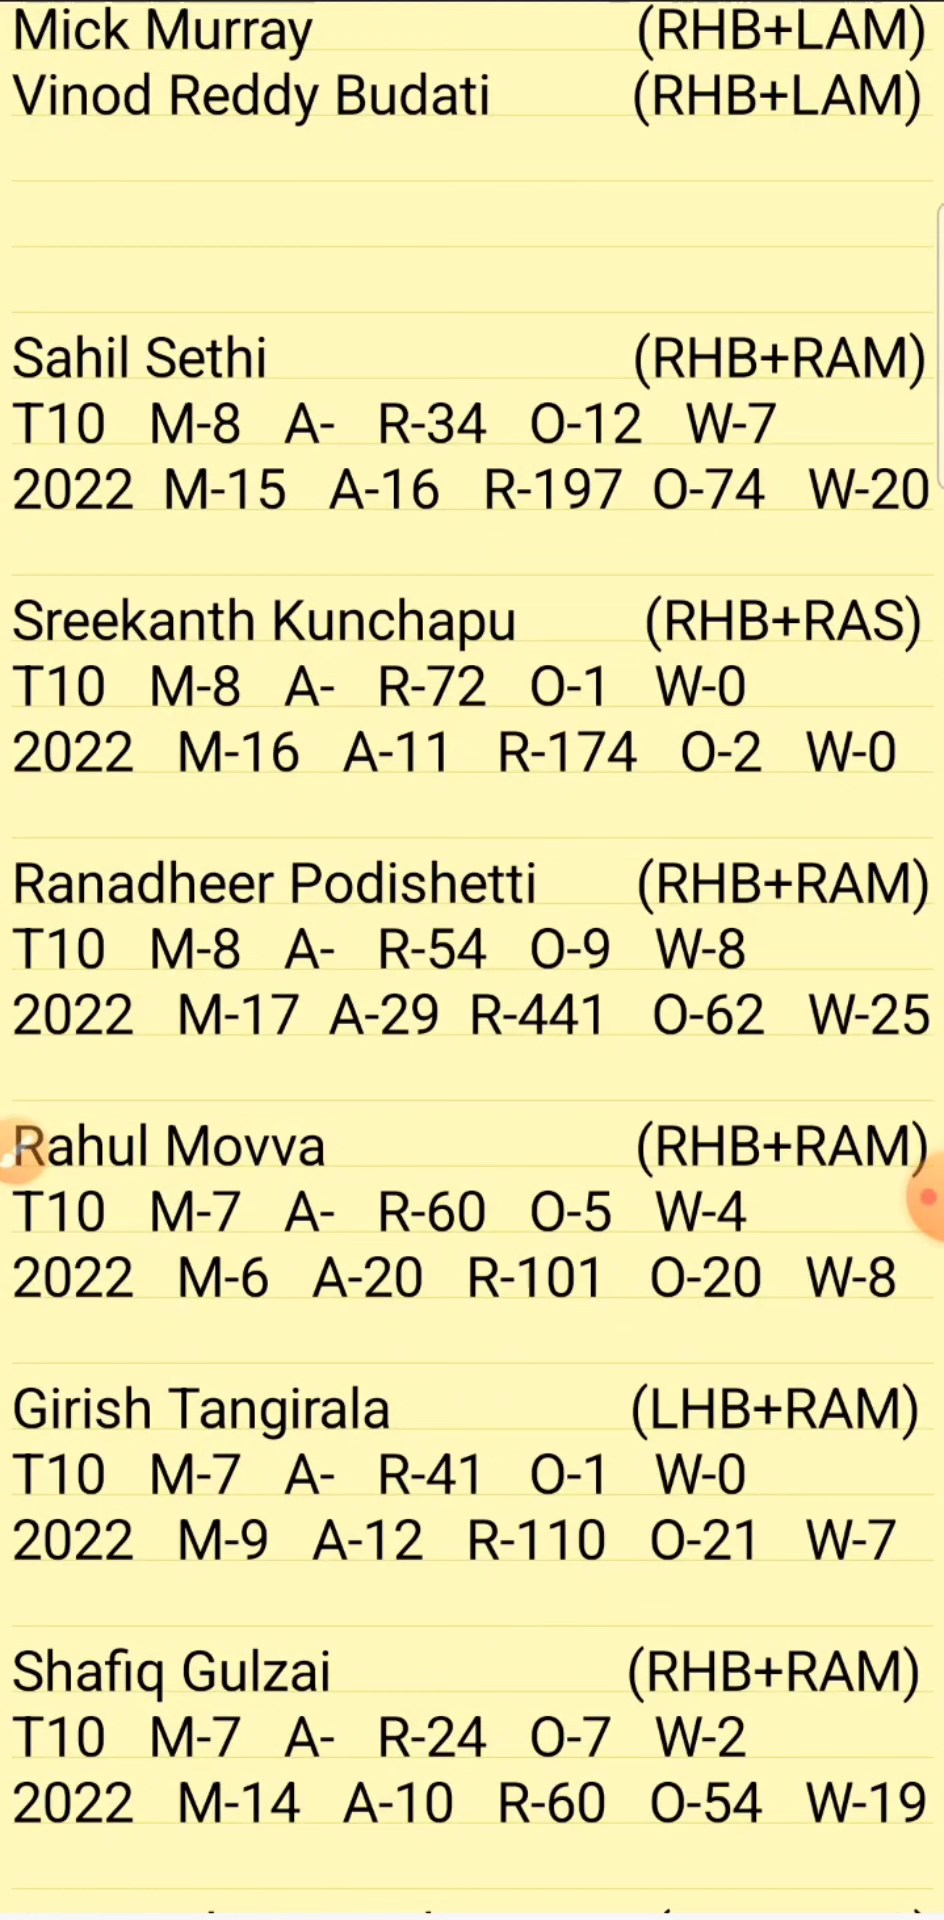 Mick Murray (RHB+LAM)
Vinod Reddy Budati (RHB+LAM)
Sahil Sethi (RHB+RAM)
T10 M-8 A- R-34 O-12 W-7
2022 M-15 A-16 R-197 O-74 W-20
Sreekanth Kunchapu (RHB+RAS)
T10 M-8 A- R-72 O-1 W-0
2022 M-16 A-11 R-174 O-2 W-0
Ranadheer Podishetti (RHB+RAM)
T10 M-8 A- R-54 O-9 W-8
2022 M-17 A-29 R-441 O-62 W-25
Rahul Movva (RHB+RAM)
T10 M-7 A- R-60 O-5 W-4
2022 M-6 A-20 R-101 O-20 W-8
Girish Tangirala (LHB+RAM)
T10 M-7 A- R-41 O-1 W-0
2022 M-9 A-12 R-110 O-21 W-7
Shafiq Gulzai (RHB+RAM)
T10 M-7 A- R-24 O-7 W-2
2022 M-14 A-10 R-60 O-54 W-19